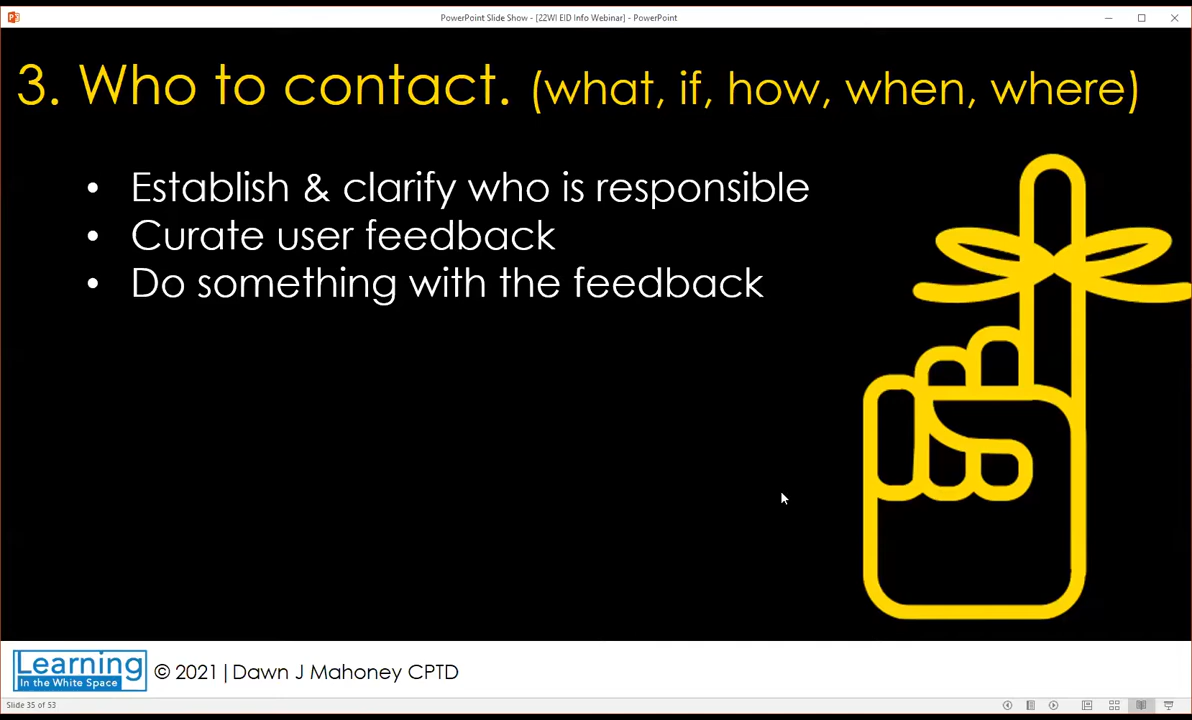 PowerPoint Slide Show - [22WI EID Info Webinar] - PowerPoint
3. Who to contact. (what, if, how, when, where)
• Establish & clarify who is responsible
• Curate user feedback
• Do something with the feedback
Learning
In the White Space
© 2021 | Dawn J Mahoney CPTD
Slide 35 of 53